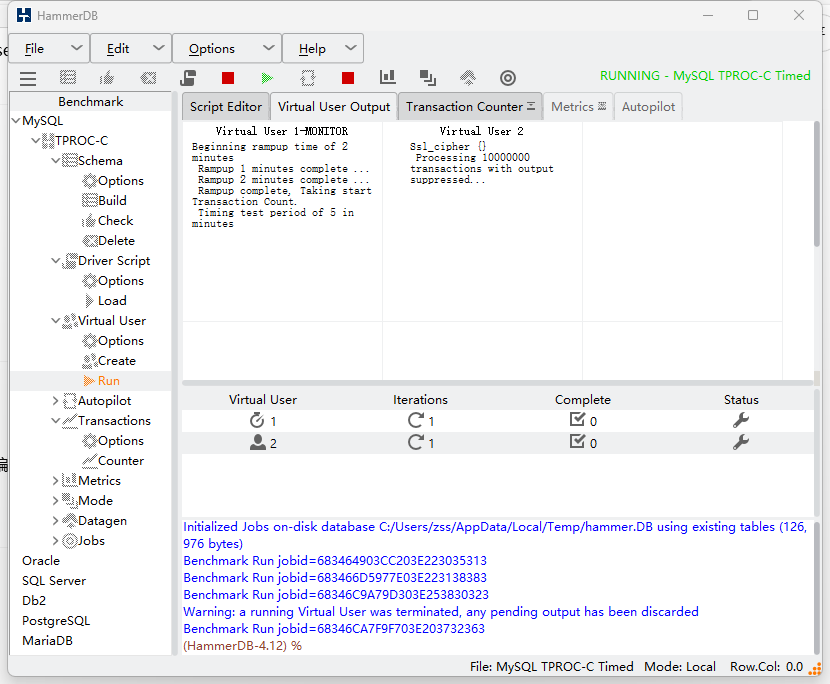 HammerDB
File Edit Options Help
RUNNING - MySQL TPROC-C Timed
Benchmark
MySQL
TPROC-C
Schema
Options
Build
Check
Delete
Driver Script
Options
Load
Virtual User
Options
Create
Run
Autopilot
Transactions
Options
Counter
Metrics
Mode
Datagen
Jobs
Oracle
SQL Server
Db2
PostgreSQL
MariaDB
Script Editor Virtual User Output Transaction Counter Metrics Autopilot
Virtual User 1-MONITOR
Beginning rampup time of 2
minutes
Rampup 1 minutes complete ...
Rampup 2 minutes complete ...
Rampup complete, Taking start
Transaction Count.
Timing test period of 5 in
minutes
Virtual User 2
Ssl_cipher {}
Processing 10000000
transactions with output
suppressed...
Virtual User Iterations Complete Status
1 1 0
2 1 0
Initialized Jobs on-disk database C:/Users/zss/AppData/Local/Temp/hammer.DB using existing tables (126,
976 bytes)
Benchmark Run jobid=683464903CC203E223035313
Benchmark Run jobid=683466D5977E03E223138383
Benchmark Run jobid=68346C9A79D303E253830323
Warning: a running Virtual User was terminated, any pending output has been discarded
Benchmark Run jobid=68346CA7F9F703E203732363
(HammerDB-4.12) %
File: MySQL TPROC-C Timed Mode: Local Row.Col: 0.0